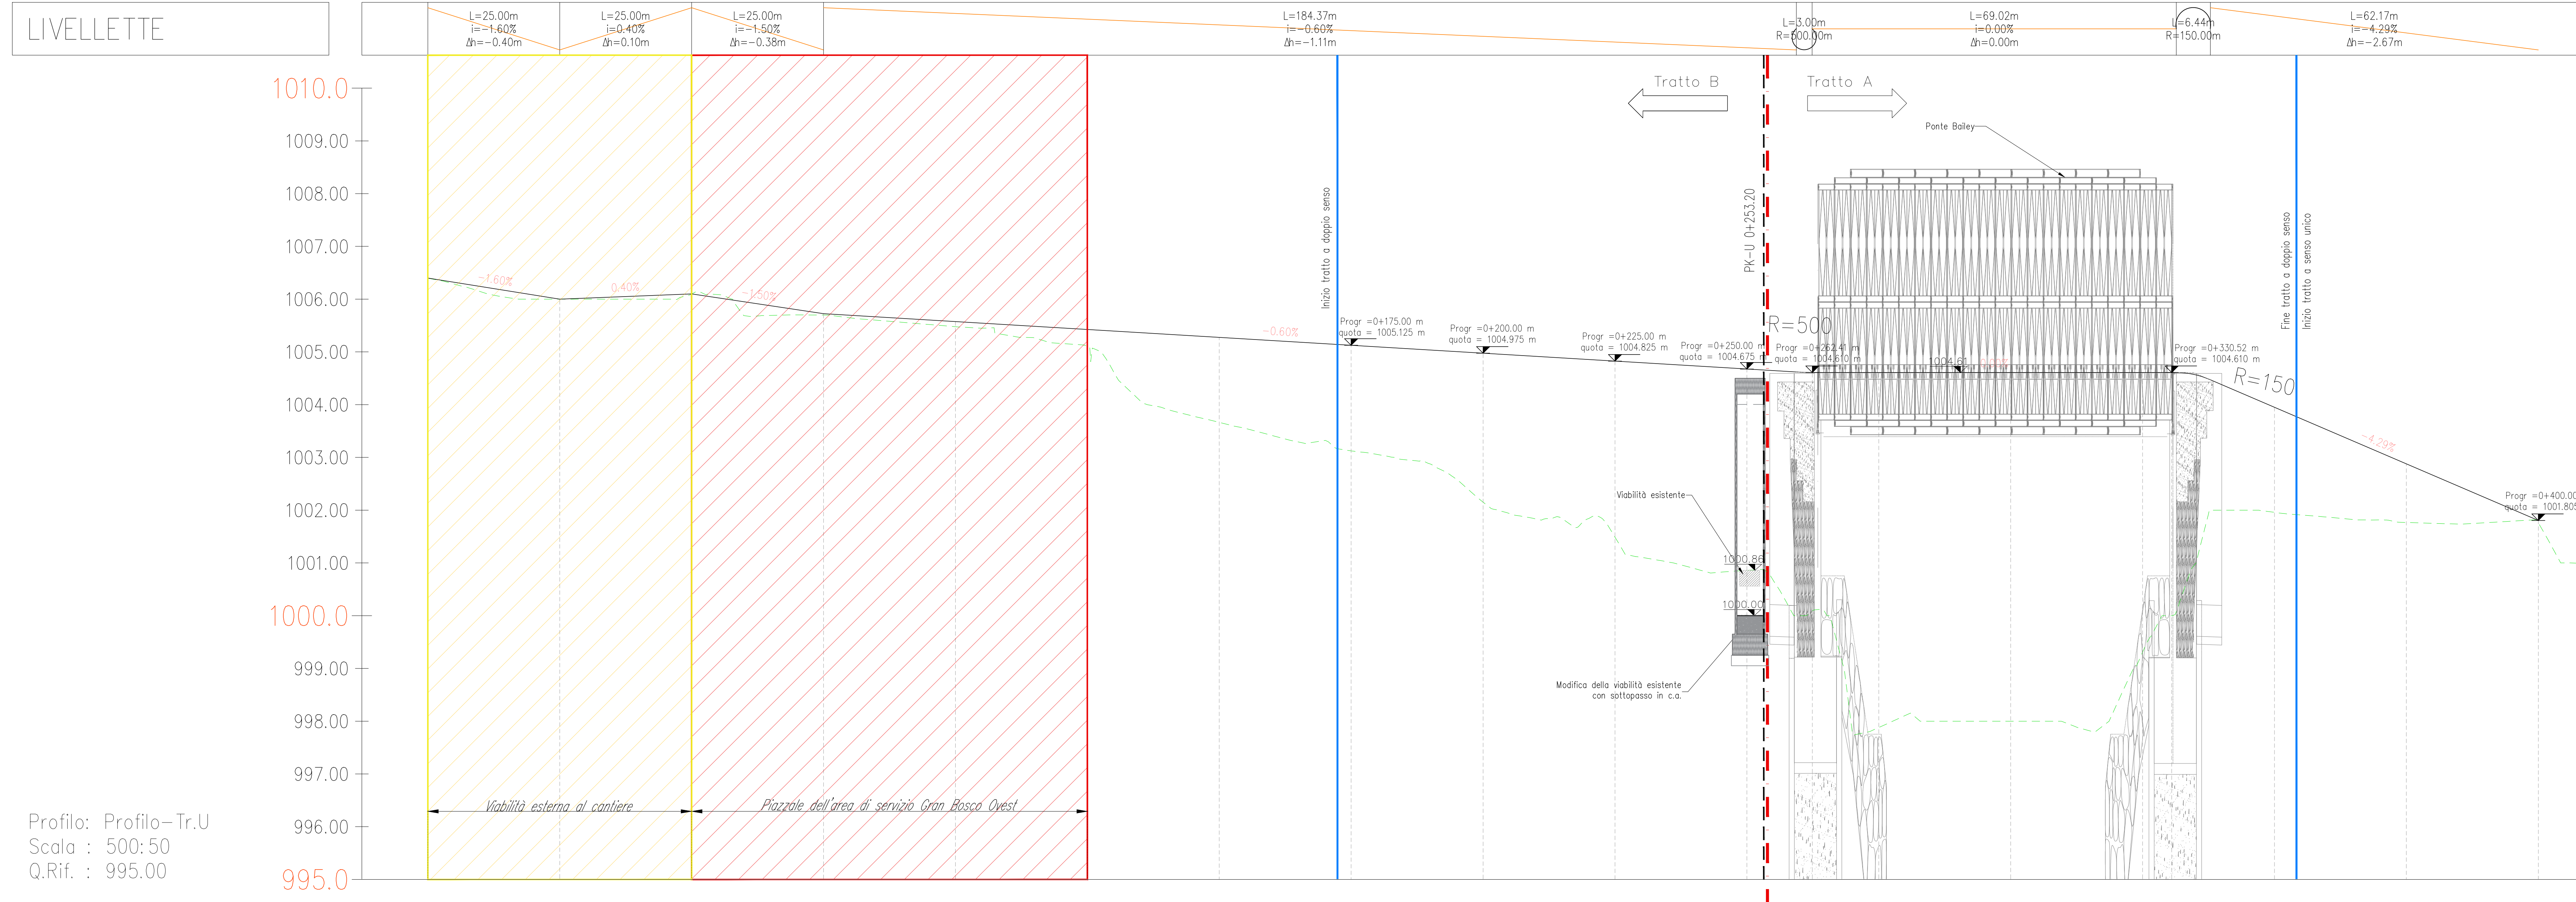 LIVELLETTE
L=25.00m
i=-1.60%
Δh=-0.40m
L=25.00m
i=0.40%
Δh=0.10m
L=25.00m
i=-1.50%
Δh=-0.38m
L=184.37m
i=-0.60%
Δh=-1.11m
L=3.00m
R=500.00m
L=69.02m
i=0.00%
Δh=0.00m
L=6.44m
R=150.00m
L=62.17m
i=-4.29%
Δh=-2.67m
1010.0
1009.00
1008.00
1007.00
1006.00
1005.00
1004.00
1003.00
1002.00
1001.00
1000.0
999.00
998.00
997.00
996.00
995.0
Tratto B
Tratto A
Ponte Bailey
Inizio tratto a doppio senso
PK-U 0+253.20
Fine tratto a doppio senso
Inizio tratto a senso unico
-1.60%
0.40%
-1.50%
-0.60%
Progr =0+175.00 m
quota = 1005.125 m
Progr =0+200.00 m
quota = 1004.975 m
Progr =0+225.00 m
quota = 1004.825 m
Progr =0+250.00 m
quota = 1004.675 m
R=500
Progr =0+262.41 m
quota = 1004.610 m
1004.61
0.00%
Progr =0+330.52 m
quota = 1004.610 m
R=150
-4.29%
Progr =0+400.00
quota = 1001.805
Viabilità esistente
1000.86
1000.00
Modifica della viabilità esistente
con sottopasso in c.a.
Viabilità esterna al cantiere
Piazzale dell'area di servizio Gran Bosco Ovest
Profilo: Profilo-Tr.U
Scala : 500:50
Q.Rif. : 995.00